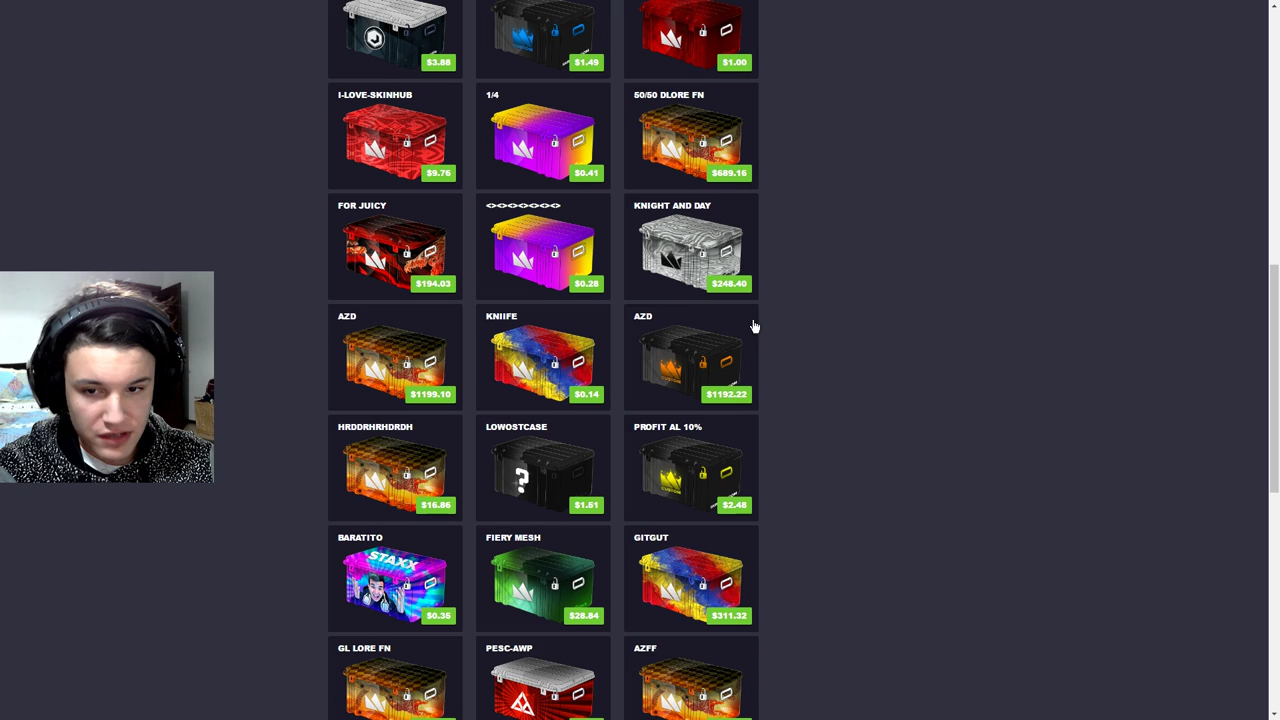 $3.88
$1.49
$1.00
I-LOVE-SKINHUB
1/4
50/50 DLORE FN
$9.76
$0.41
$689.16
FOR JUICY
<><><><><><><>
KNIGHT AND DAY
$194.03
$0.28
$248.40
AZD
KNIIFE
AZD
CUSTOM
$1199.10
$0.14
$1192.22
HRDDRHRHDRDH
LOWOSTCASE
PROFIT AL 10%
?
CUSTOM
$16.86
$1.51
$2.48
BARATITO
FIERY MESH
GITGUT
STAXX
$0.35
$28.84
$311.32
GL LORE FN
PESC-AWP
AZFF